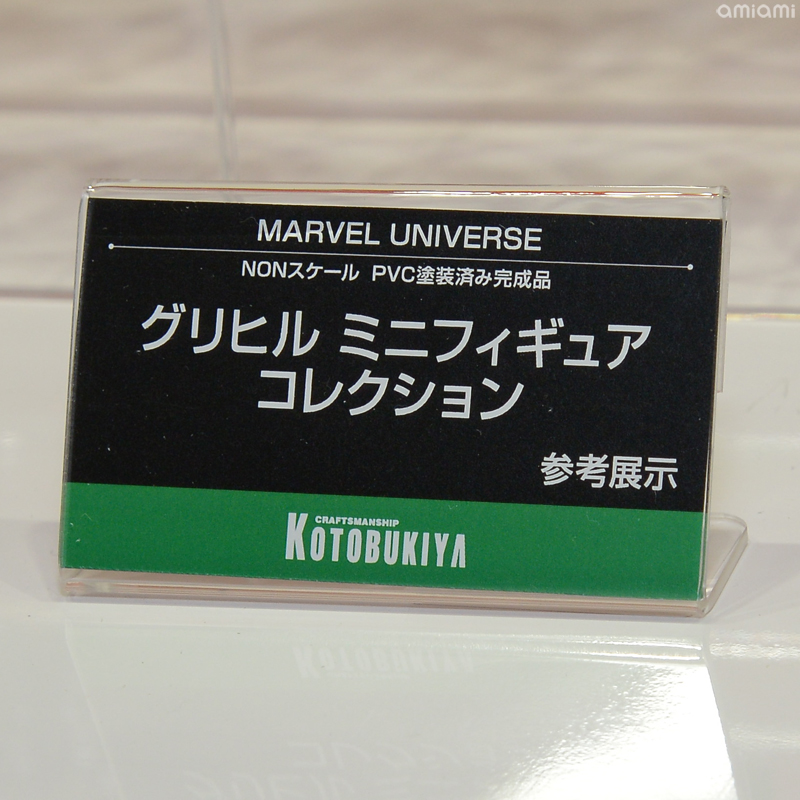 amiami
MARVEL UNIVERSE
NONスケール PVC塗装済み完成品
グリヒル ミニフィギュア
コレクション
参考展示
CRAFTSMANSHIP
KOTOBUKIYA